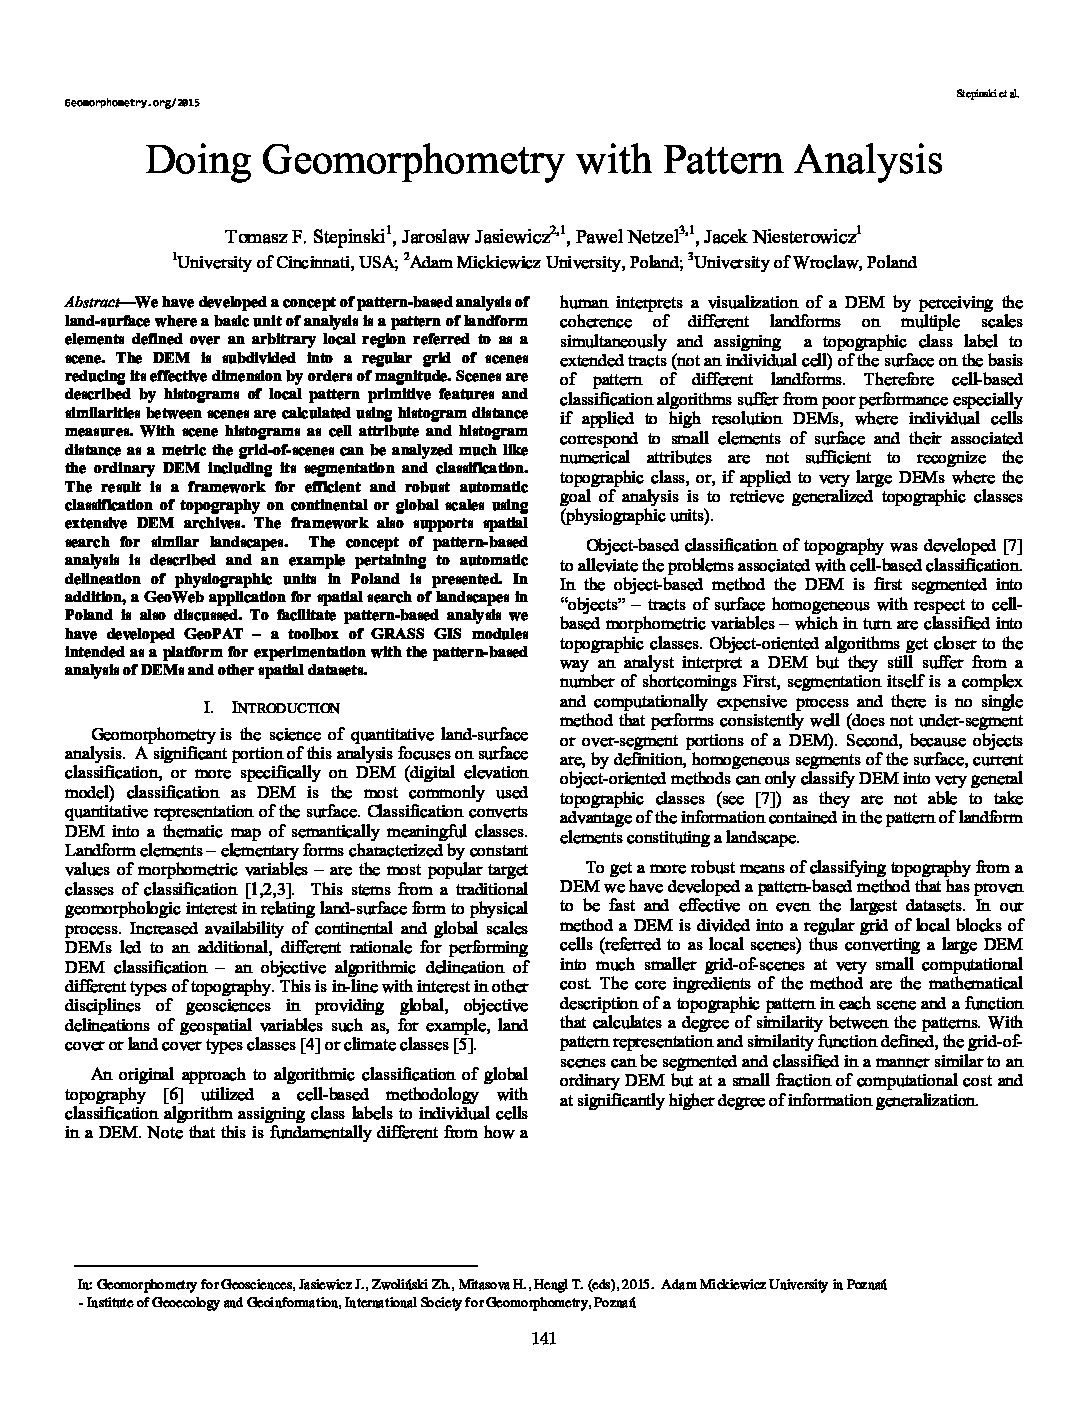 Geomorphometry.org/2015
Stepinski et al.
Doing Geomorphometry with Pattern Analysis
Tomasz F. Stepinski1, Jaroslaw Jasiewicz2,1, Pawel Netzel3,1, Jacek Niesterowicz1
1University of Cincinnati, USA; 2Adam Mickiewicz University, Poland; 3University of Wroclaw, Poland
Abstract—We have developed a concept of pattern-based analysis of
land-surface where a basic unit of analysis is a pattern of landform
elements defined over an arbitrary local region referred to as a
scene. The DEM is subdivided into a regular grid of scenes
reducing its effective dimension by orders of magnitude. Scenes are
described by histograms of local pattern primitive features and
similarities between scenes are calculated using histogram distance
measures. With scene histograms as cell attribute and histogram
distance as a metric the grid-of-scenes can be analyzed much like
the ordinary DEM including its segmentation and classification.
The result is a framework for efficient and robust automatic
classification of topography on continental or global scales using
extensive DEM archives. The framework also supports spatial
search for similar landscapes. The concept of pattern-based
analysis is described and an example pertaining to automatic
delineation of physiographic units in Poland is presented. In
addition, a GeoWeb application for spatial search of landscapes in
Poland is also discussed. To facilitate pattern-based analysis we
have developed GeoPAT – a toolbox of GRASS GIS modules
intended as a platform for experimentation with the pattern-based
analysis of DEMs and other spatial datasets.
I. INTRODUCTION
Geomorphometry is the science of quantitative land-surface
analysis. A significant portion of this analysis focuses on surface
classification, or more specifically on DEM (digital elevation
model) classification as DEM is the most commonly used
quantitative representation of the surface. Classification converts
DEM into a thematic map of semantically meaningful classes.
Landform elements – elementary forms characterized by constant
values of morphometric variables – are the most popular target
classes of classification [1,2,3]. This stems from a traditional
geomorphologic interest in relating land-surface form to physical
process. Increased availability of continental and global scales
DEMs led to an additional, different rationale for performing
DEM classification – an objective algorithmic delineation of
different types of topography. This is in-line with interest in other
disciplines of geosciences in providing global, objective
delineations of geospatial variables such as, for example, land
cover or land cover types classes [4] or climate classes [5].
An original approach to algorithmic classification of global
topography [6] utilized a cell-based methodology with
classification algorithm assigning class labels to individual cells
in a DEM. Note that this is fundamentally different from how a
human interprets a visualization of a DEM by perceiving the
coherence of different landforms on multiple scales
simultaneously and assigning a topographic class label to
extended tracts (not an individual cell) of the surface on the basis
of pattern of different landforms. Therefore cell-based
classification algorithms suffer from poor performance especially
if applied to high resolution DEMs, where individual cells
correspond to small elements of surface and their associated
numerical attributes are not sufficient to recognize the
topographic class, or, if applied to very large DEMs where the
goal of analysis is to retrieve generalized topographic classes
(physiographic units).
Object-based classification of topography was developed [7]
to alleviate the problems associated with cell-based classification.
In the object-based method the DEM is first segmented into
“objects” – tracts of surface homogeneous with respect to cell-
based morphometric variables – which in turn are classified into
topographic classes. Object-oriented algorithms get closer to the
way an analyst interpret a DEM but they still suffer from a
number of shortcomings First, segmentation itself is a complex
and computationally expensive process and there is no single
method that performs consistently well (does not under-segment
or over-segment portions of a DEM). Second, because objects
are, by definition, homogeneous segments of the surface, current
object-oriented methods can only classify DEM into very general
topographic classes (see [7]) as they are not able to take
advantage of the information contained in the pattern of landform
elements constituting a landscape.
To get a more robust means of classifying topography from a
DEM we have developed a pattern-based method that has proven
to be fast and effective on even the largest datasets. In our
method a DEM is divided into a regular grid of local blocks of
cells (referred to as local scenes) thus converting a large DEM
into much smaller grid-of-scenes at very small computational
cost. The core ingredients of the method are the mathematical
description of a topographic pattern in each scene and a function
that calculates a degree of similarity between the patterns. With
pattern representation and similarity function defined, the grid-of-
scenes can be segmented and classified in a manner similar to an
ordinary DEM but at a small fraction of computational cost and
at significantly higher degree of information generalization.
In: Geomorphometry for Geosciences, Jasiewicz J., Zwoliński Zb., Mitasova H., Hengl T. (eds), 2015. Adam Mickiewicz University in Poznań
- Institute of Geoecology and Geoinformation, International Society for Geomorphometry, Poznań
141